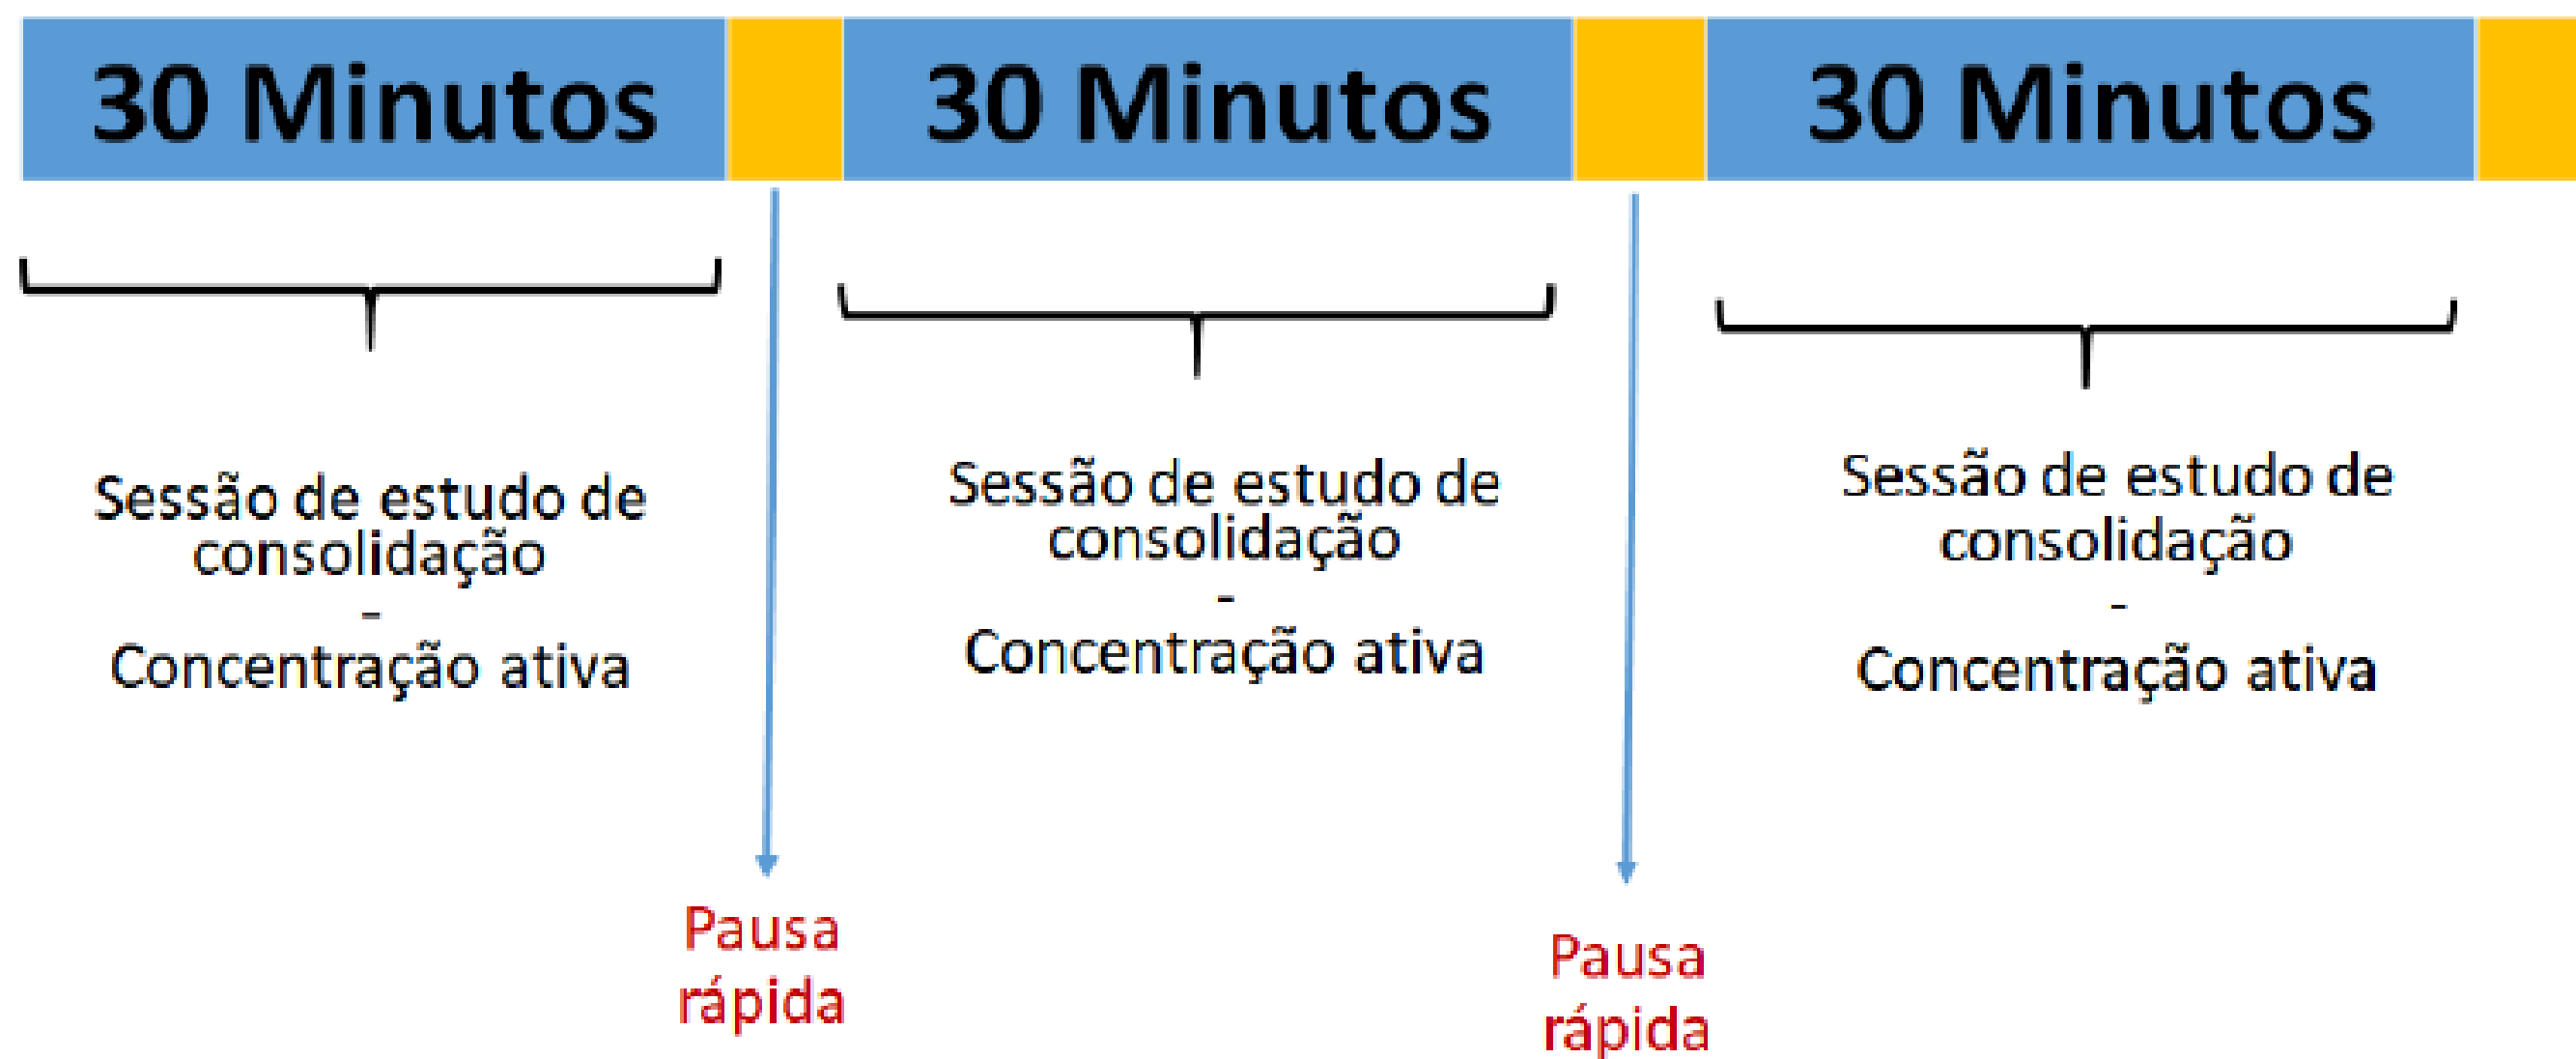 30 Minutos
30 Minutos
30 Minutos
Sessão de estudo de
consolidação
-
Concentração ativa
Sessão de estudo de
consolidação
-
Concentração ativa
Sessão de estudo de
consolidação
-
Concentração ativa
Pausa
rápida
Pausa
rápida